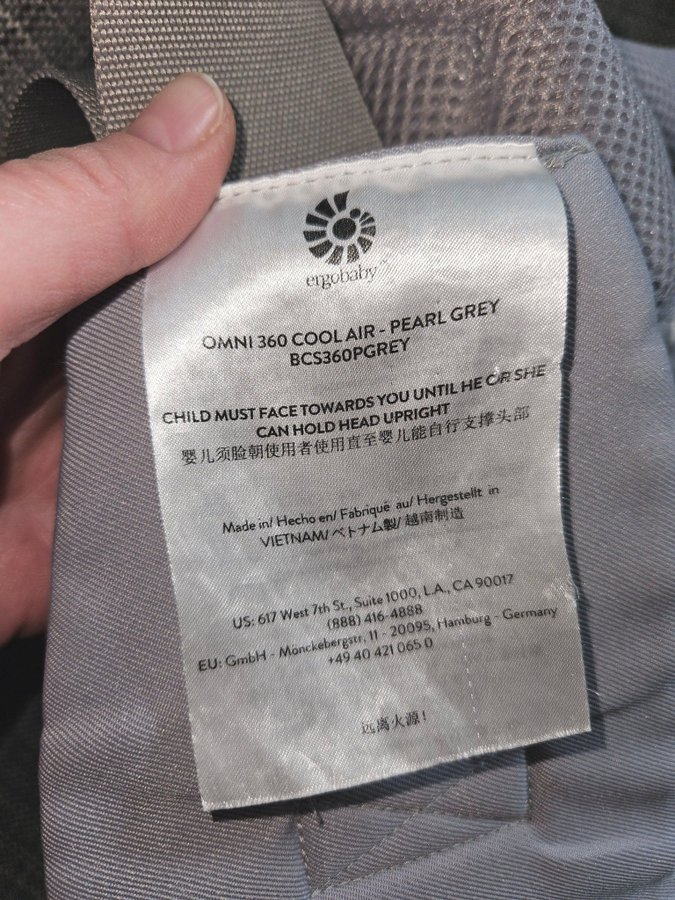 ergobaby
OMNI 360 COOL AIR - PEARL GREY
BCS360PGREY
CHILD MUST FACE TOWARDS YOU UNTIL HE OR SHE
CAN HOLD HEAD UPRIGHT
婴儿须脸朝使用者使用直至婴儿能自行支撑头部
Made in/ Hecho en/ Fabriqué au/ Hergestellt in
VIETNAM/ ベトナム製/ 越南制造
US: 617 West 7th St., Suite 1000, L.A., CA 90017
(888) 416-4888
EU: GmbH - Mönckebergstr. 11 - 20095, Hamburg - Germany
+49 40 421 065 0
远离火源!